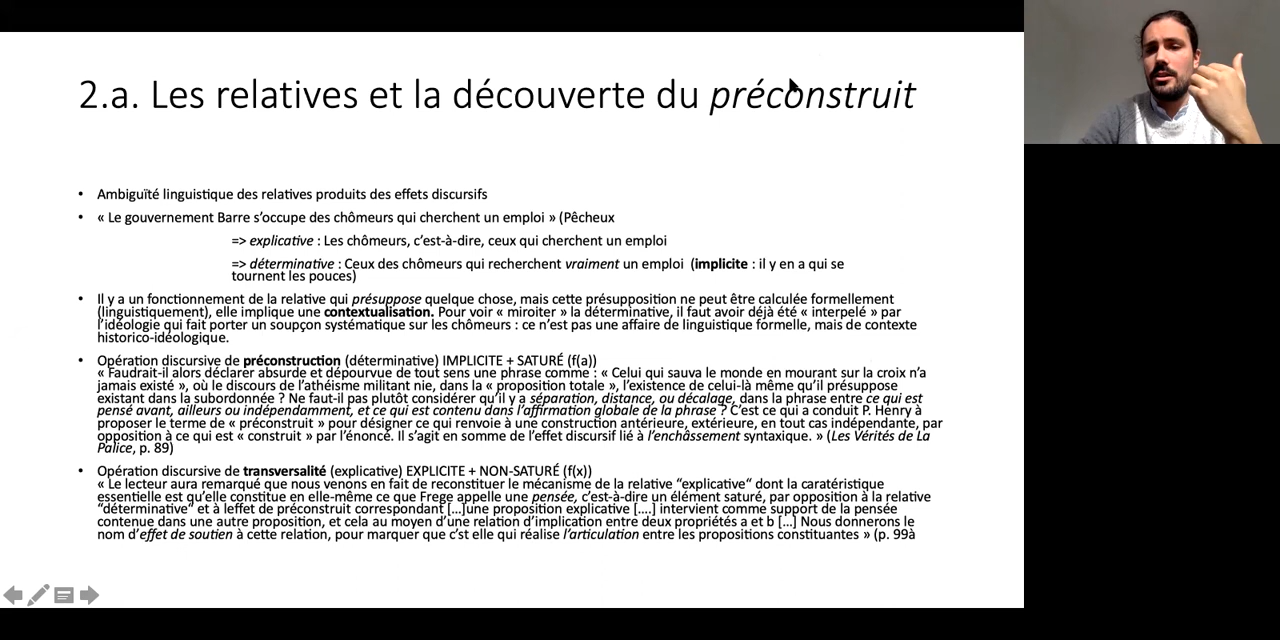 2.a. Les relatives et la découverte du préconstruit
• Ambiguïté linguistique des relatives produits des effets discursifs
• « Le gouvernement Barre s’occupe des chômeurs qui cherchent un emploi » (Pêcheux
=> explicative : Les chômeurs, c’est-à-dire, ceux qui cherchent un emploi
=> déterminative : Ceux des chômeurs qui recherchent vraiment un emploi (implicite : il y en a qui se
tournent les pouces)
• Il y a un fonctionnement de la relative qui présuppose quelque chose, mais cette présupposition ne peut être calculée formellement
(linguistiquement), elle implique une contextualisation. Pour voir « miroiter » la déterminative, il faut avoir déjà été « interpelé » par
l’idéologie qui fait porter un soupçon systématique sur les chômeurs : ce n’est pas une affaire de linguistique formelle, mais de contexte
historico-idéologique.
• Opération discursive de préconstruction (déterminative) IMPLICITE + SATURÉ (f(a))
« Faudrait-il alors déclarer absurde et dépourvue de tout sens une phrase comme : « Celui qui sauva le monde en mourant sur la croix n’a
jamais existé », où le discours de l’athéisme militant nie, dans la « proposition totale », l’existence de celui-là même qu’il présuppose
existant dans la subordonnée ? Ne faut-il pas plutôt considérer qu’il y a séparation, distance, ou décalage, dans la phrase entre ce qui est
pensé avant, ailleurs ou indépendamment, et ce qui est contenu dans l’affirmation globale de la phrase ? C’est ce qui a conduit P. Henry à
proposer le terme de « préconstruit » pour désigner ce qui renvoie à une construction antérieure, extérieure, en tout cas indépendante, par
opposition à ce qui est « construit » par l’énoncé. Il s’agit en somme de l’effet discursif lié à l’enchâssement syntaxique. » (Les Vérités de La
Palice, p. 89)
• Opération discursive de transversalité (explicative) EXPLICITE + NON-SATURÉ (f(x))
« Le lecteur aura remarqué que nous venons en fait de reconstituer le mécanisme de la relative “explicative“ dont la caratéristique
essentielle est qu’elle constitue en elle-même ce que Frege appelle une pensée, c’est-à-dire un élément saturé, par opposition à la relative
“déterminative“ et à leffet de préconstruit correspondant [...]une proposition explicative [....] intervient comme support de la pensée
contenue dans une autre proposition, et cela au moyen d’une relation d’implication entre deux propriétés a et b [...] Nous donnerons le
nom d’effet de soutien à cette relation, pour marquer que c’st elle qui réalise l’articulation entre les propositions constituantes » (p. 99à